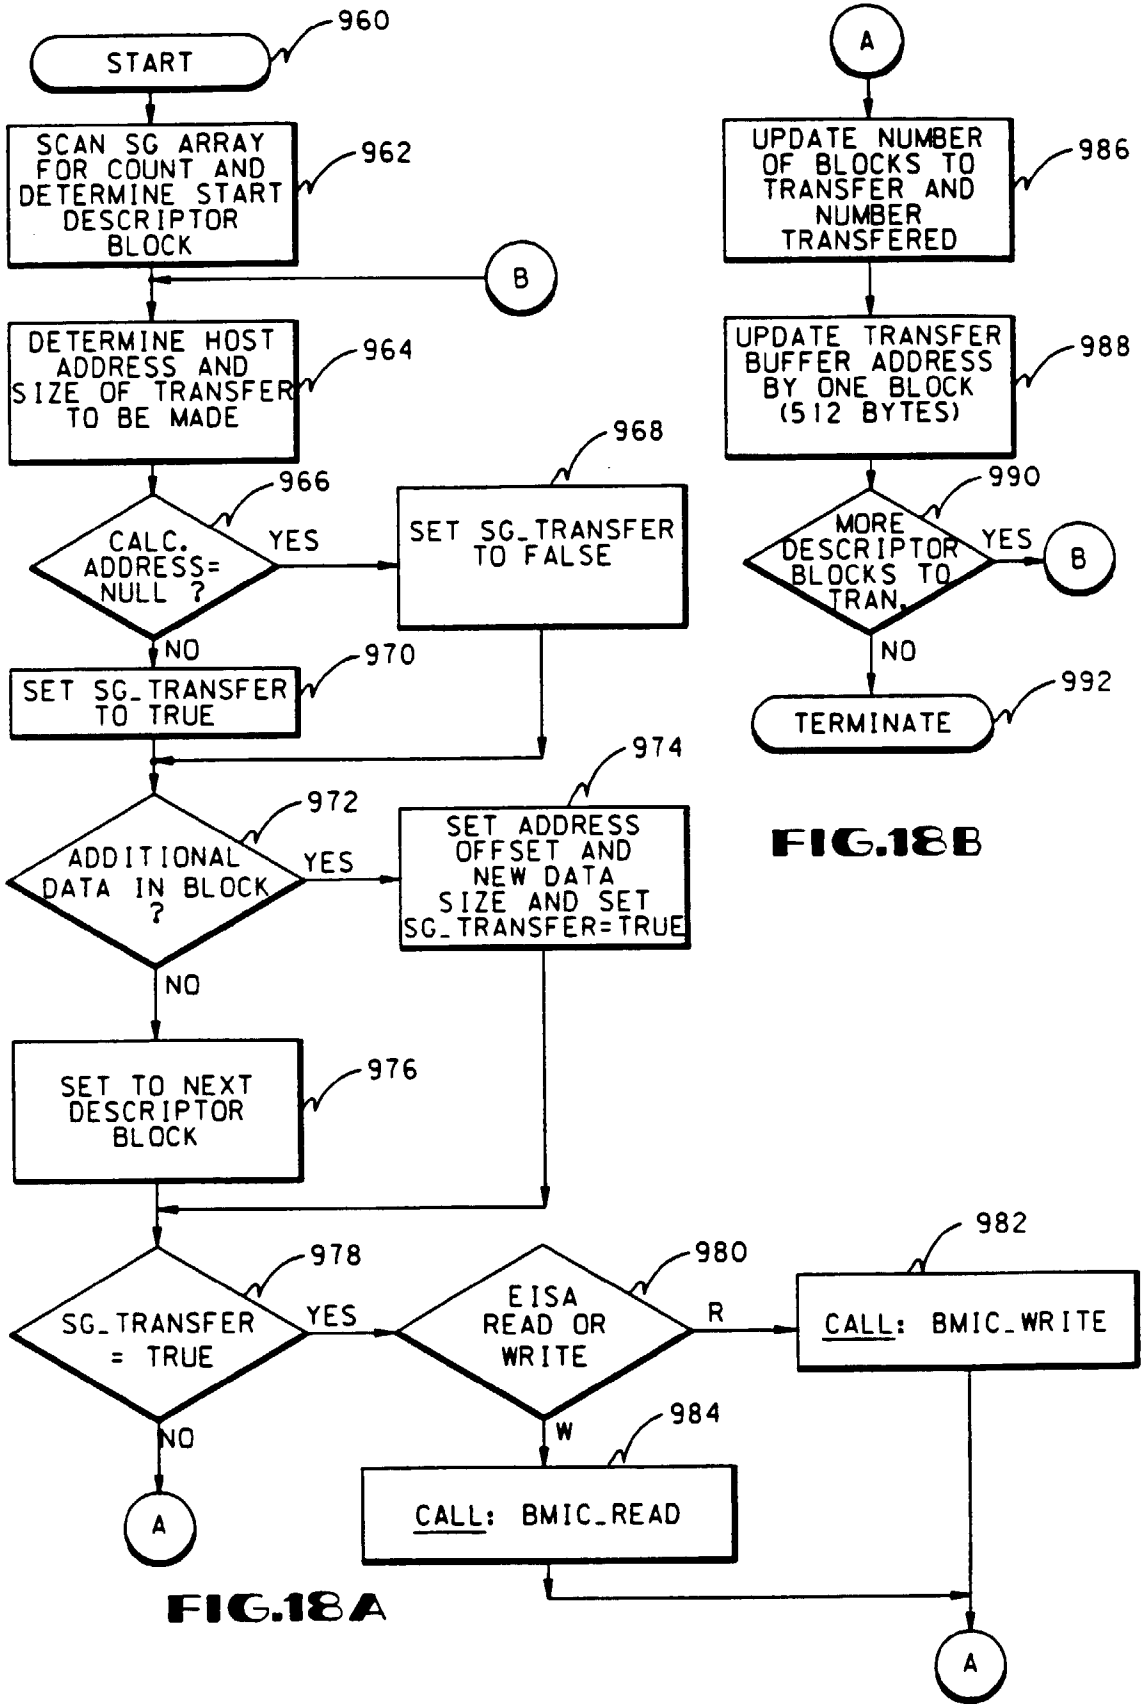 960
START
SCAN SG ARRAY
FOR COUNT AND
DETERMINE START
DESCRIPTOR
BLOCK
962
B
DETERMINE HOST
ADDRESS AND
SIZE OF TRANSFER
TO BE MADE
964
966
CALC.
ADDRESS=
NULL ?
YES
NO
968
SET SG_TRANSFER
TO FALSE
970
SET SG_TRANSFER
TO TRUE
972
ADDITIONAL
DATA IN BLOCK
?
YES
NO
974
SET ADDRESS
OFFSET AND
NEW DATA
SIZE AND SET
SG_TRANSFER=TRUE
976
SET TO NEXT
DESCRIPTOR
BLOCK
978
SG_TRANSFER
= TRUE
YES
NO
A
980
EISA
READ OR
WRITE
R
W
982
CALL: BMIC_WRITE
984
CALL: BMIC_READ
A
FIG.18A
A
UPDATE NUMBER
OF BLOCKS TO
TRANSFER AND
NUMBER
TRANSFERED
986
UPDATE TRANSFER
BUFFER ADDRESS
BY ONE BLOCK
(512 BYTES)
988
990
MORE
DESCRIPTOR
BLOCKS TO
TRAN.
YES
B
NO
992
TERMINATE
FIG.18B